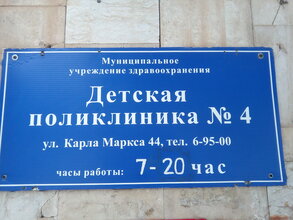 Муниципальное
учреждение здравоохранения
Детская
поликлиника № 4
ул. Карла Маркса 44, тел. 6-95-00
часы работы: 7-20 час